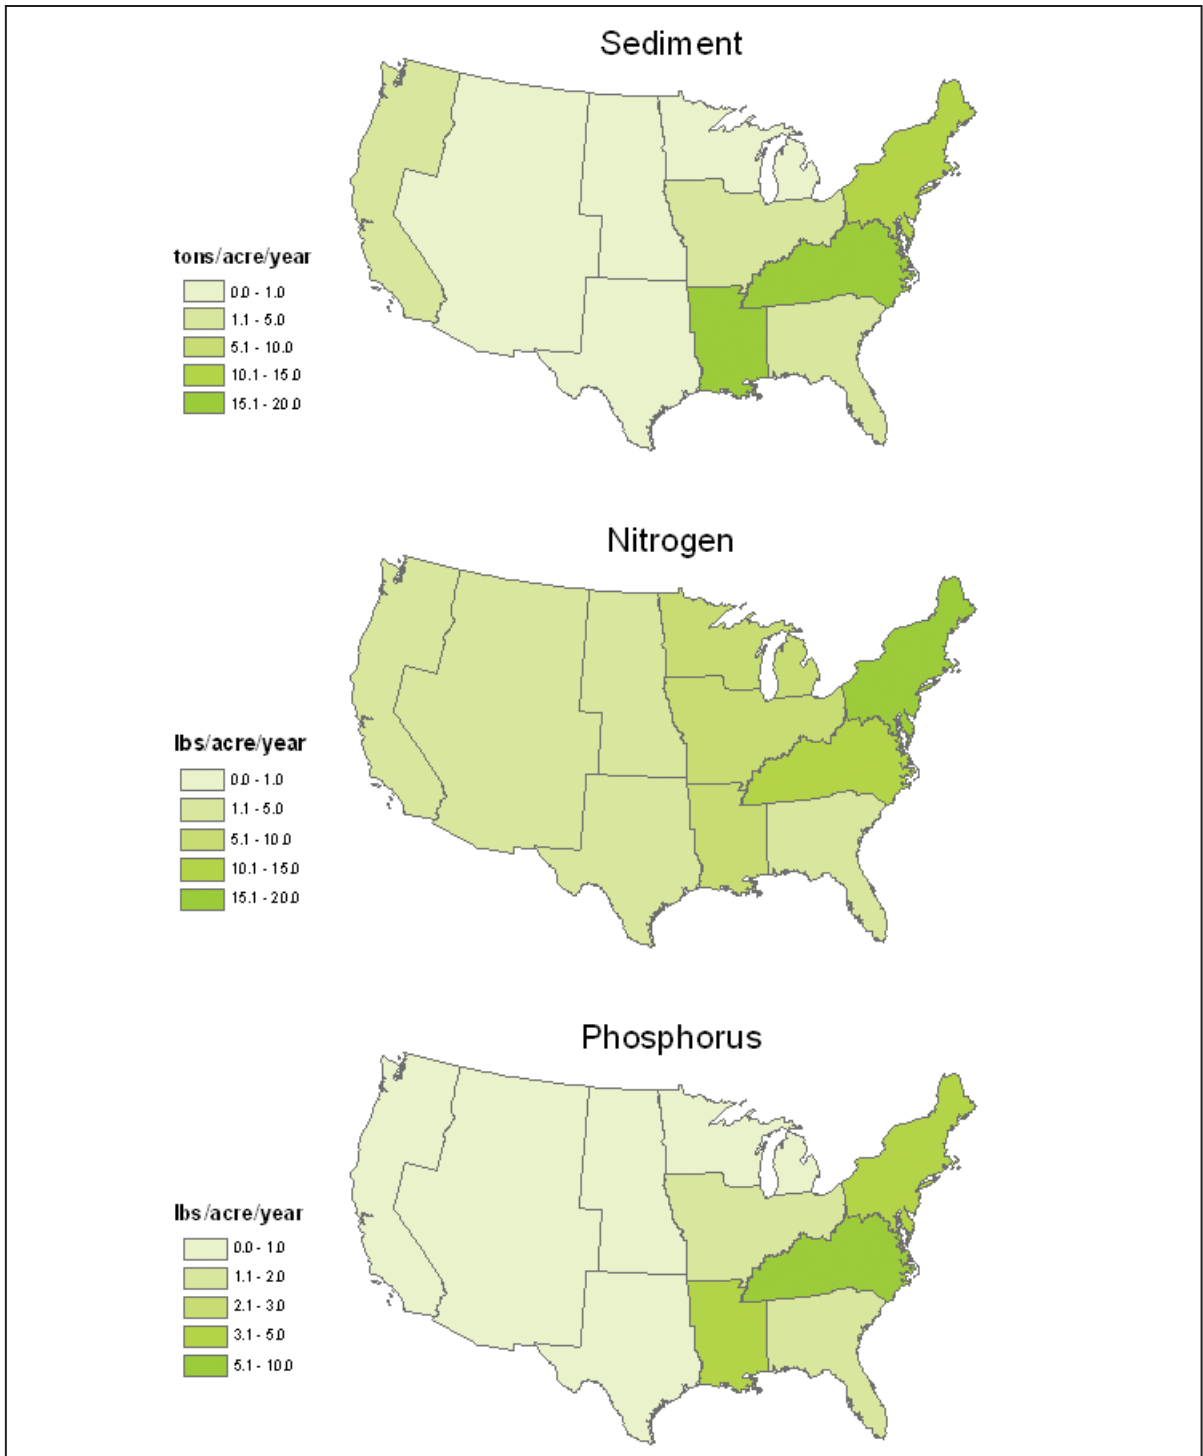 Sediment
tons/acre/year
0.0 - 1.0
1.1 - 5.0
5.1 - 10.0
10.1 - 15.0
15.1 - 20.0
Nitrogen
lbs/acre/year
0.0 - 1.0
1.1 - 5.0
5.1 - 10.0
10.1 - 15.0
15.1 - 20.0
Phosphorus
lbs/acre/year
0.0 - 1.0
1.1 - 2.0
2.1 - 3.0
3.1 - 5.0
5.1 - 10.0